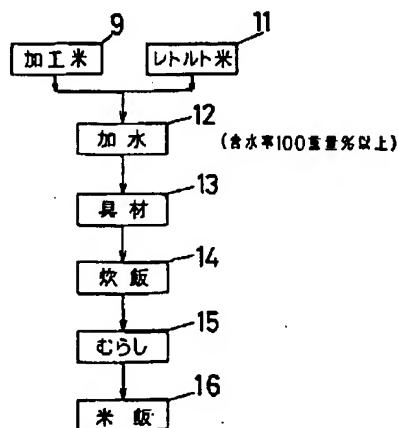 9
11
加工米
レトルト米
12
加水
(含水率100重量%以上)
13
具材
14
炊飯
15
むらし
16
米飯